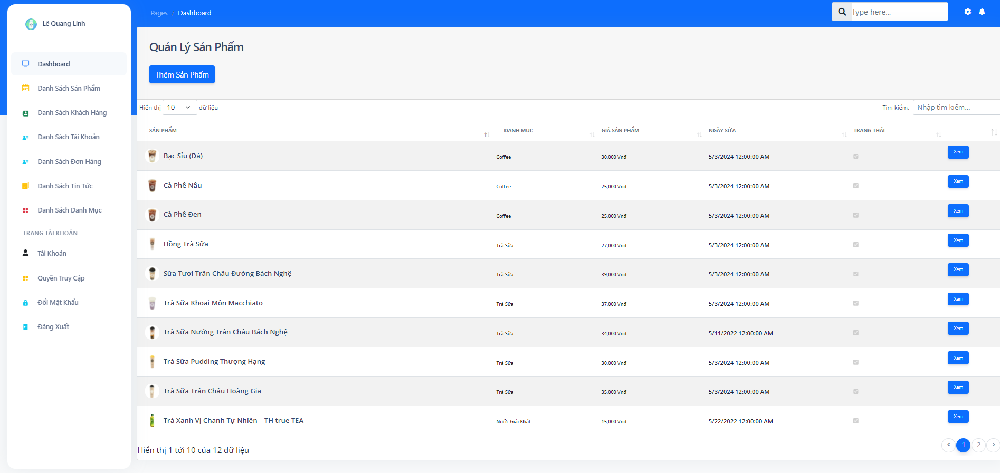 Lê Quang Linh
Dashboard
Danh Sách Sản Phẩm
Danh Sách Khách Hàng
Danh Sách Tài Khoản
Danh Sách Đơn Hàng
Danh Sách Tin Tức
Danh Sách Danh Mục
TRANG TÀI KHOẢN
Tài Khoản
Quyền Truy Cập
Đổi Mật Khẩu
Đăng Xuất
Pages / Dashboard
Type here...
Quản Lý Sản Phẩm
Thêm Sản Phẩm
Hiển thị 10 dữ liệu
Tìm kiếm: Nhập tìm kiếm...
SẢN PHẨM DANH MỤC GIÁ SẢN PHẨM NGÀY SỬA TRẠNG THÁI
Bạc Sỉu (Đá) Coffee 30,000 Vnđ 5/3/2024 12:00:00 AM Xem
Cà Phê Nâu Coffee 25,000 Vnđ 5/3/2024 12:00:00 AM Xem
Cà Phê Đen Coffee 25,000 Vnđ 5/3/2024 12:00:00 AM Xem
Hồng Trà Sữa Trà Sữa 27,000 Vnđ 5/3/2024 12:00:00 AM Xem
Sữa Tươi Trân Châu Đường Bách Nghệ Trà Sữa 39,000 Vnđ 5/3/2024 12:00:00 AM Xem
Trà Sữa Khoai Môn Macchiato Trà Sữa 37,000 Vnđ 5/3/2024 12:00:00 AM Xem
Trà Sữa Nướng Trân Châu Bách Nghệ Trà Sữa 34,000 Vnđ 5/11/2022 12:00:00 AM Xem
Trà Sữa Pudding Thượng Hạng Trà Sữa 30,000 Vnđ 5/3/2024 12:00:00 AM Xem
Trà Sữa Trân Châu Hoàng Gia Trà Sữa 35,000 Vnđ 5/3/2024 12:00:00 AM Xem
Trà Xanh Vị Chanh Tự Nhiên – TH true TEA Nước Giải Khát 15,000 Vnđ 5/22/2022 12:00:00 AM Xem
Hiển thị 1 tới 10 của 12 dữ liệu
< 1 2 >